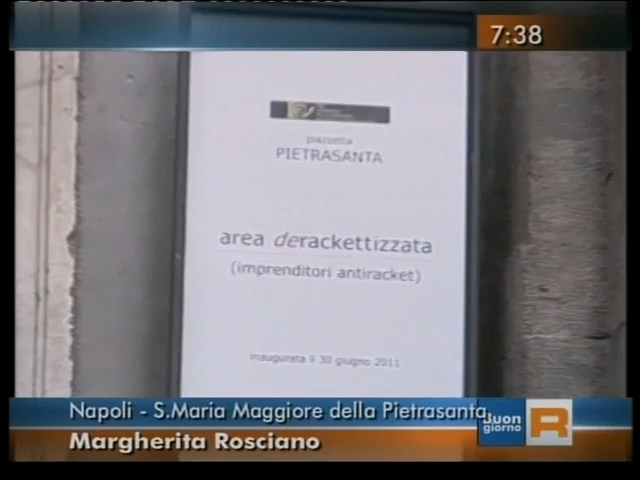 7:38
piazzetta
PIETRASANTA
area derackettizzata
(imprenditori antiracket)
inaugurata il 30 giugno 2011
Napoli - S.Maria Maggiore della Pietrasanta
Buon
giorno
R
Margherita Rosciano